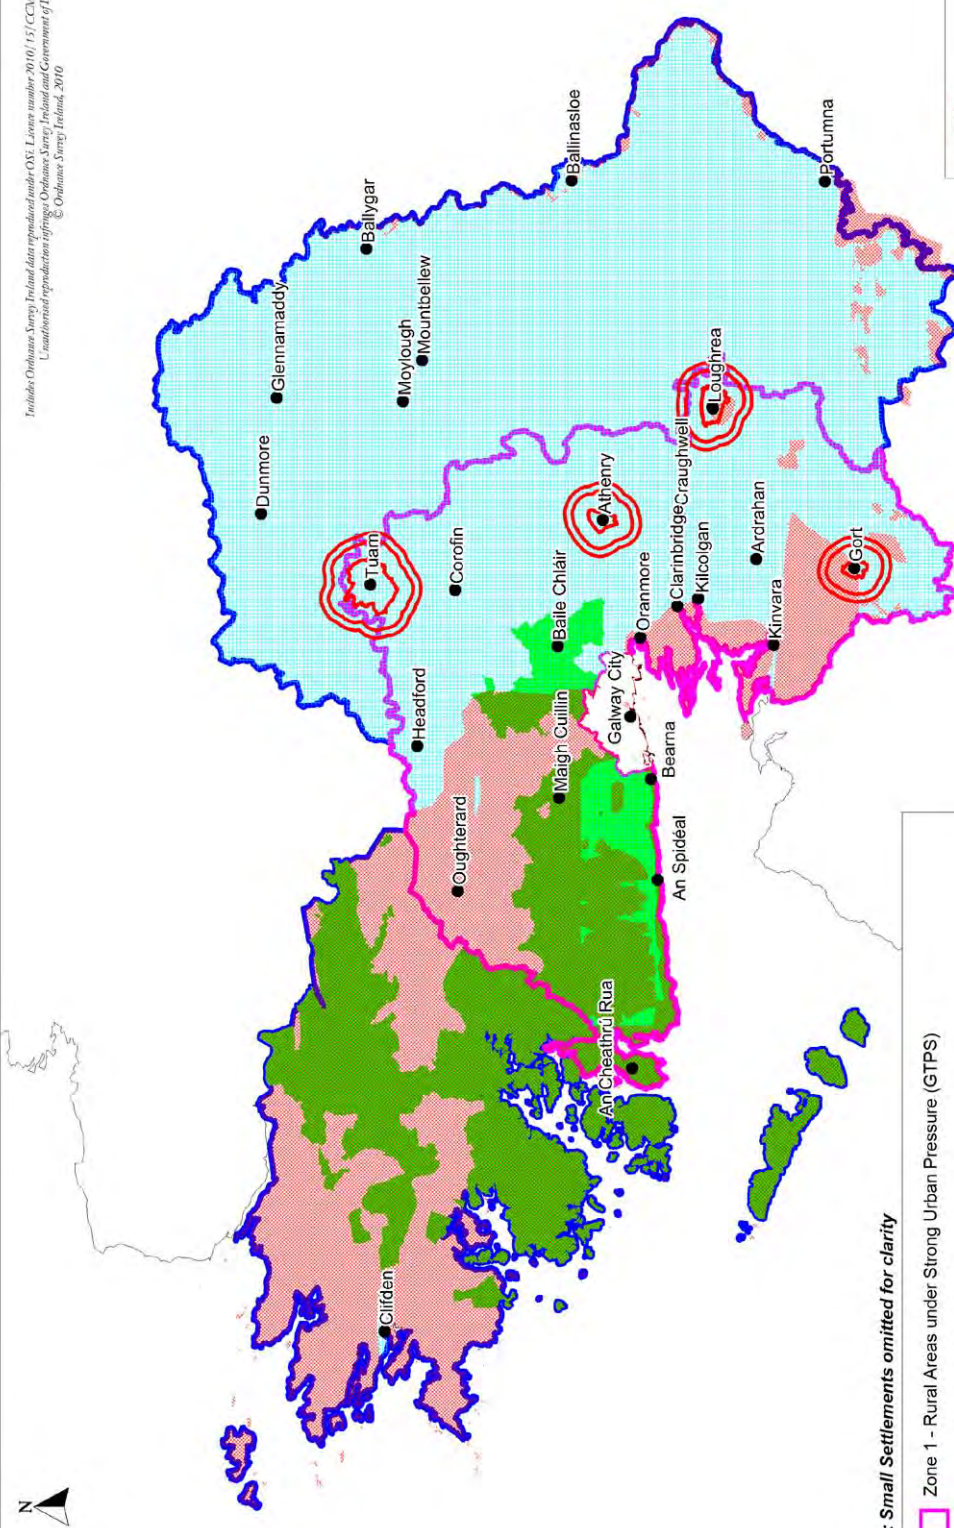 Includes Ordnance Survey Ireland data reproduced under OSi. Licence number 2010/15/CCM
Unauthorised reproduction infringes Ordnance Survey Ireland and Government of I
© Ordnance Survey Ireland, 2010
N
Dunmore
Glennamaddy
Ballygar
Moylough
Mountbellew
Ballinasloe
Portumna
Tuam
Corofin
Headford
Athenry
Loughrea
Craughwell
Baile Chláir
Oranmore
Clarinbridge
Kilcolgan
Ardrahan
Kinvara
Gort
Galway City
Maigh Cuillin
Bearna
Oughterard
An Spidéal
An Cheathrú Rua
Clifden
: Small Settlements omitted for clarity
Zone 1 - Rural Areas under Strong Urban Pressure (GTPS)